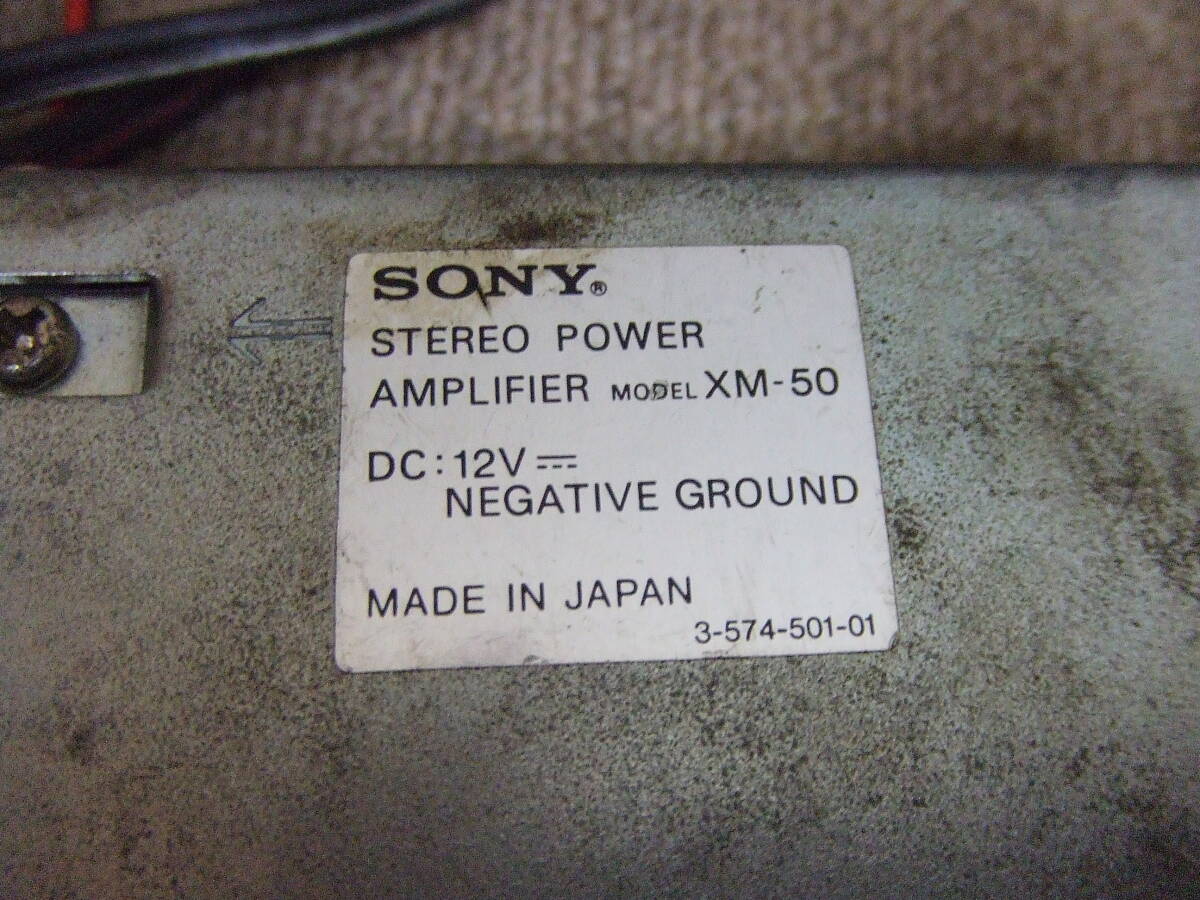 SONY®
STEREO POWER
AMPLIFIER MODEL XM-50
DC: 12V ⎓
NEGATIVE GROUND
MADE IN JAPAN
3-574-501-01